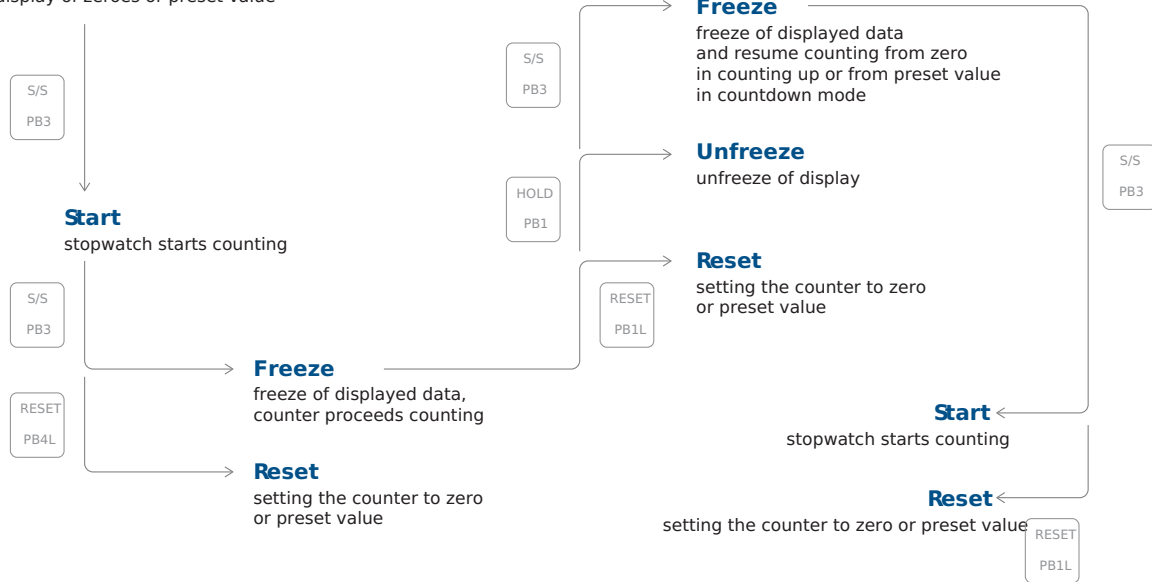 display of zeroes or preset value
S/S
PB3
Start
stopwatch starts counting
S/S
PB3
RESET
PB4L
Freeze
freeze of displayed data,
counter proceeds counting
Reset
setting the counter to zero
or preset value
S/S
PB3
HOLD
PB1
RESET
PB1L
Freeze
freeze of displayed data
and resume counting from zero
in counting up or from preset value
in countdown mode
Unfreeze
unfreeze of display
Reset
setting the counter to zero
or preset value
S/S
PB3
Start
stopwatch starts counting
Reset
setting the counter to zero or preset value
RESET
PB1L